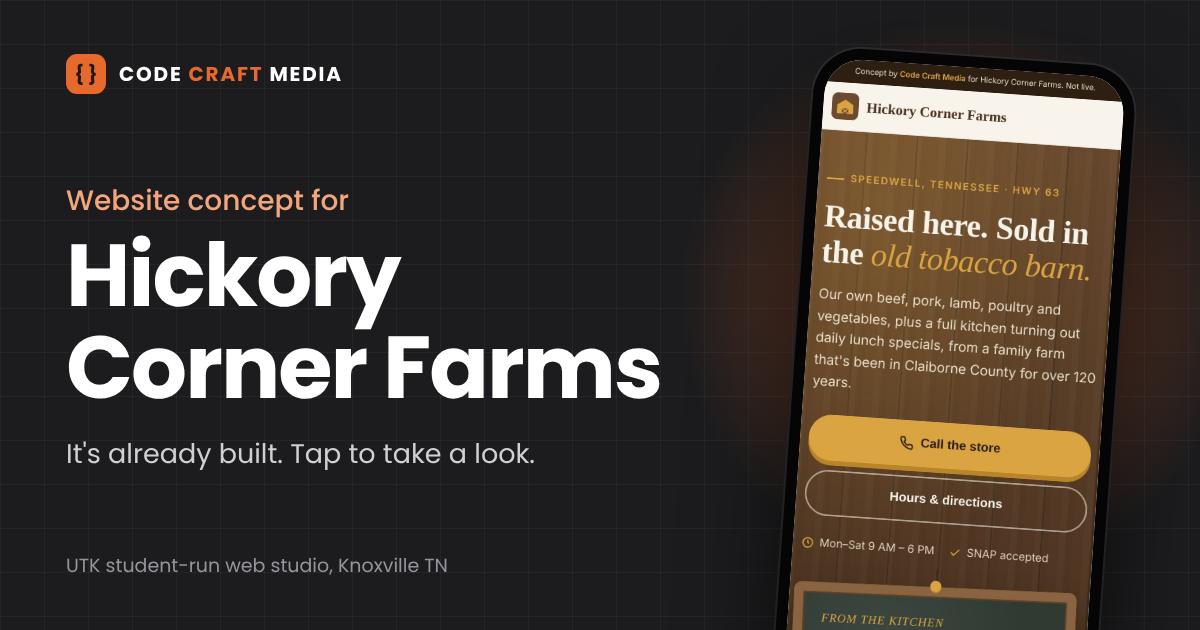 { } CODE CRAFT MEDIA
Website concept for
Hickory
Corner Farms
It's already built. Tap to take a look.
UTK student-run web studio, Knoxville TN
Concept by Code Craft Media for Hickory Corner Farms. Not live.
Hickory Corner Farms
SPEEDWELL, TENNESSEE · HWY 63
Raised here. Sold in
the old tobacco barn.
Our own beef, pork, lamb, poultry and
vegetables, plus a full kitchen turning out
daily lunch specials, from a family farm
that's been in Claiborne County for over 120
years.
Call the store
Hours & directions
Mon–Sat 9 AM – 6 PM
SNAP accepted
FROM THE KITCHEN